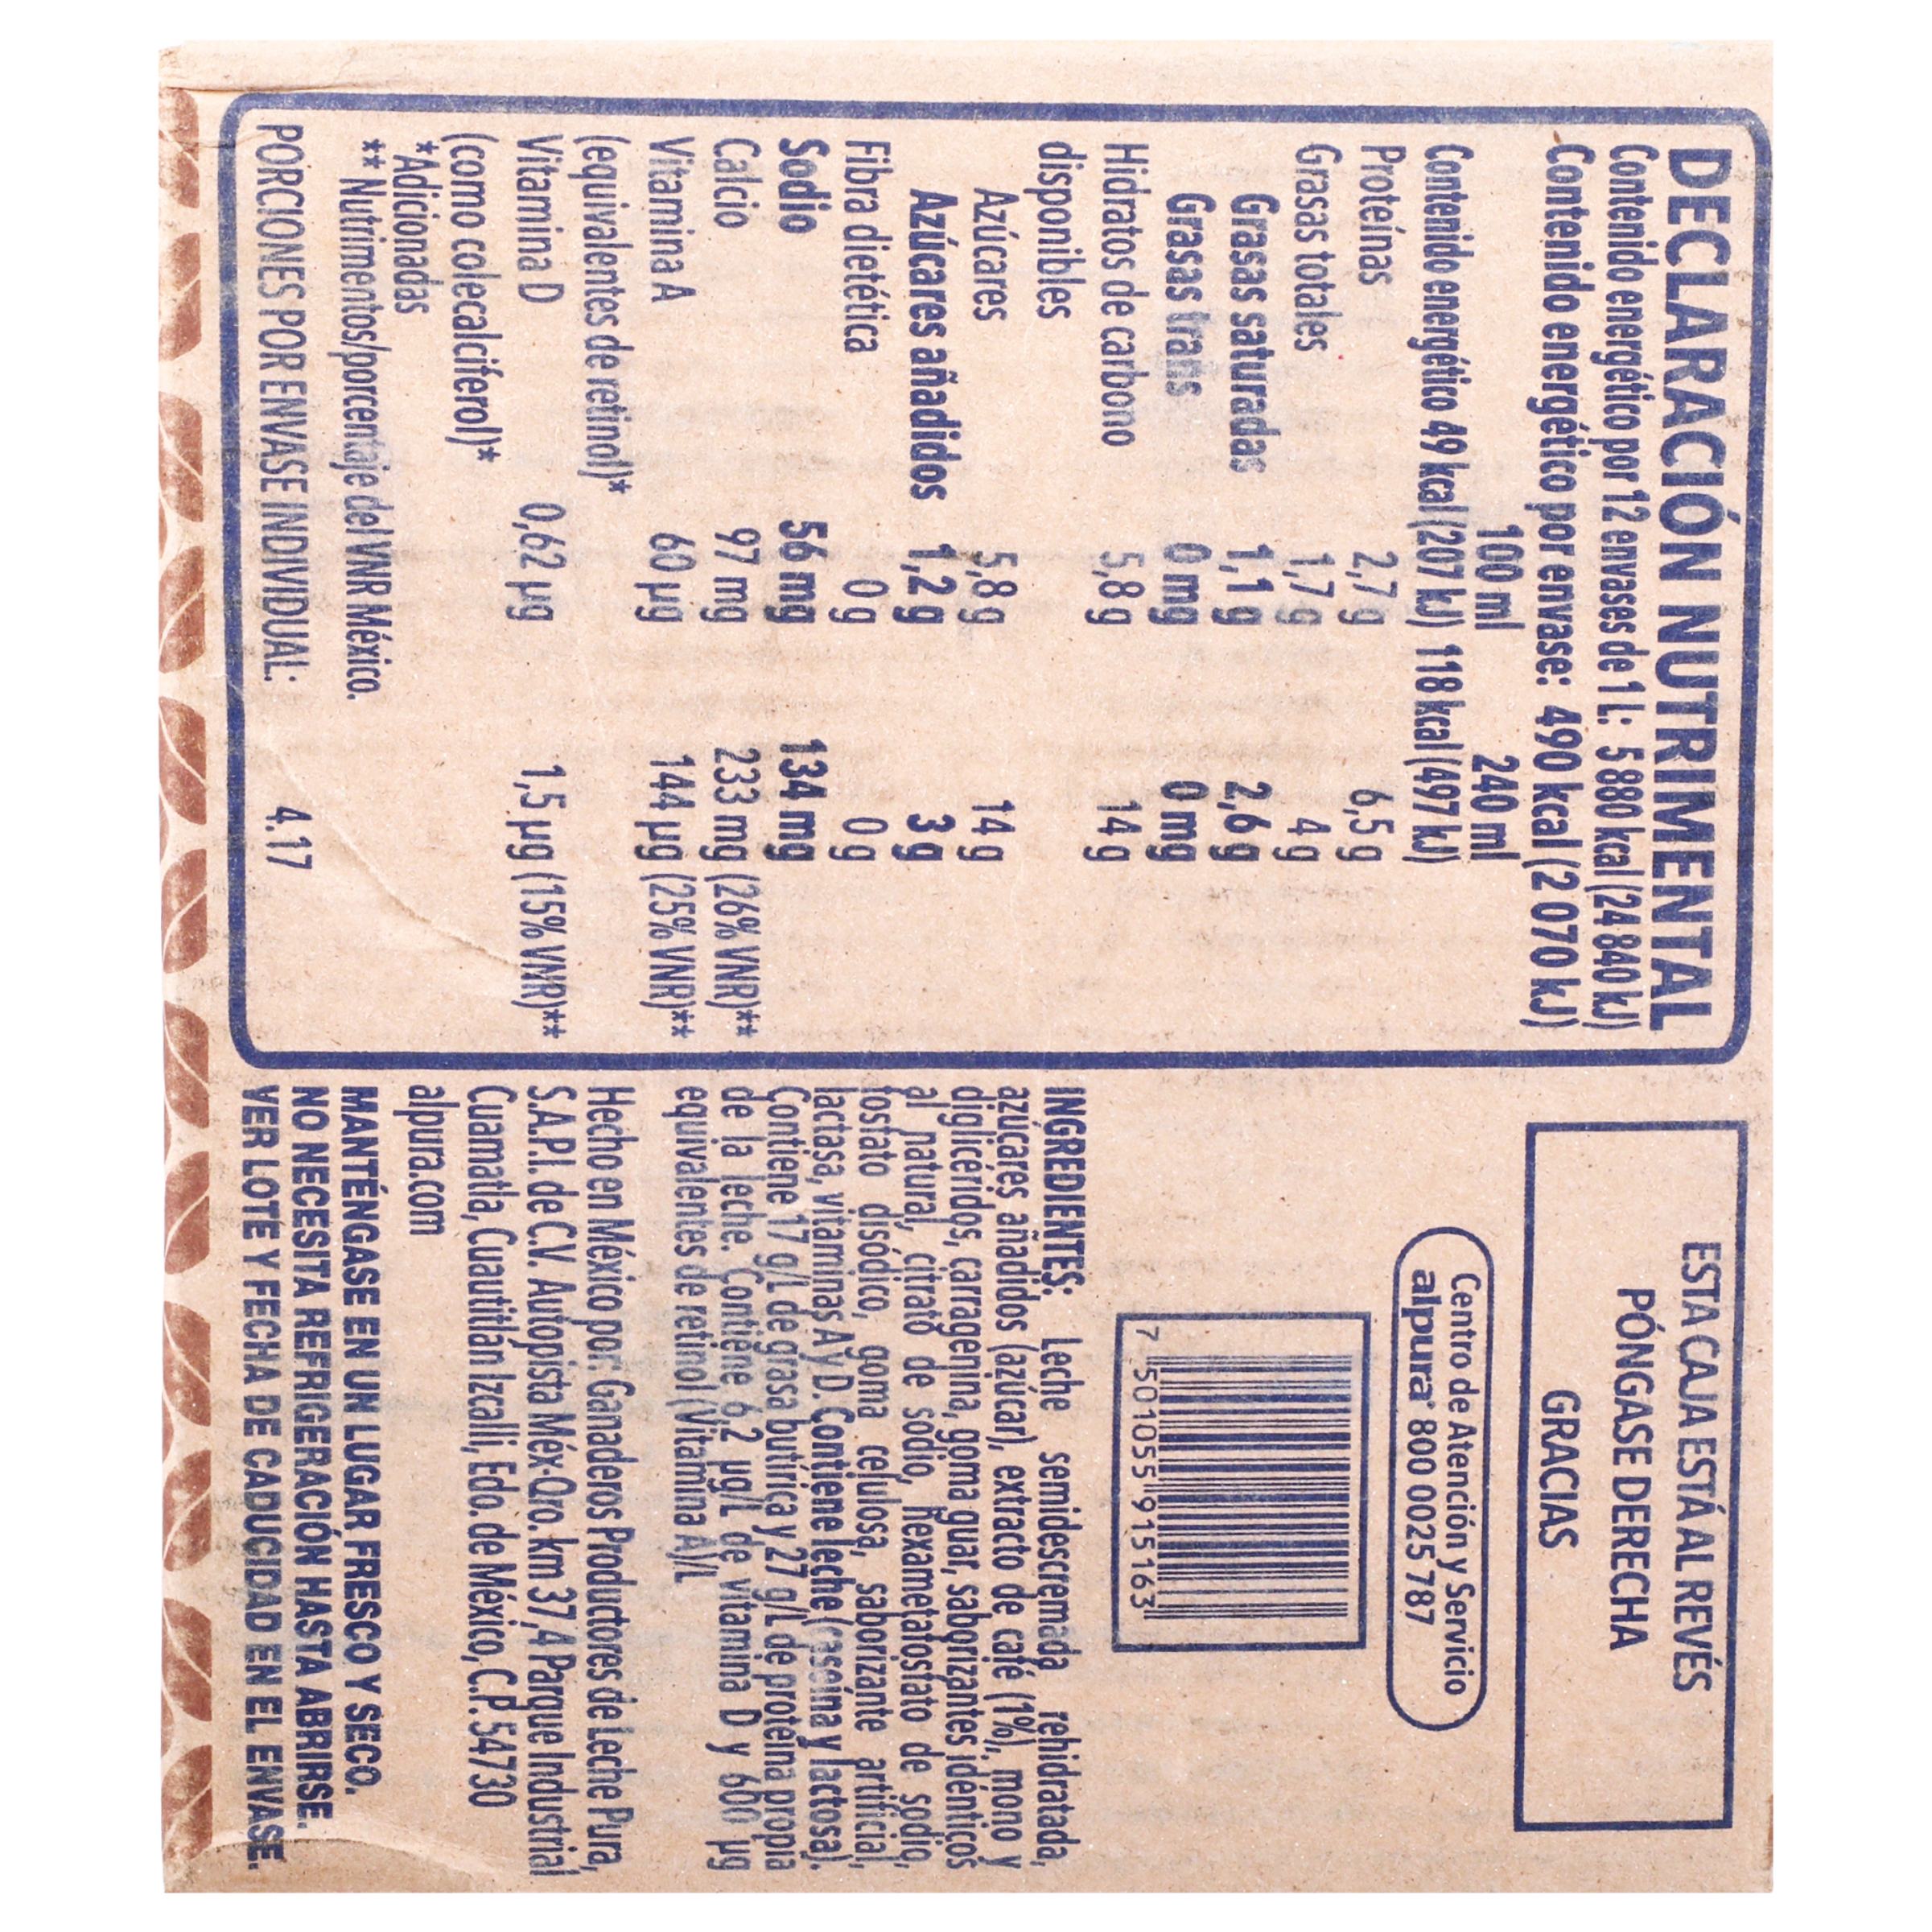 DECLARACIÓN NUTRIMENTAL
Contenido energético por 12 envases de 1 L: 5 880 kcal (24 840 kJ)
Contenido energético por envase: 490 kcal (2 070 kJ)
100 ml 240 ml
Contenido energético 49 kcal (207 kJ) 118 kcal (497 kJ)
Proteínas 2,7 g 6,5 g
Grasas totales 1,7 g 4 g
Grasas saturadas 1,1 g 2,6 g
Grasas trans 0 mg 0 mg
Hidratos de carbono 5,8 g 14 g
disponibles
Azúcares 5,8 g 14 g
Azúcares añadidos 1,2 g 3 g
Fibra dietética 0 g 0 g
Sodio 56 mg 134 mg
Calcio 97 mg 233 mg (26% VNR)**
Vitamina A 60 µg 144 µg (25% VNR)**
(equivalentes de retinol)*
Vitamina D 0,62 µg 1,5 µg (15% VNR)**
(como colecalciferol)*
*Adicionadas
** Nutrimentos/porcentaje del VNR México.
PORCIONES POR ENVASE INDIVIDUAL: 4.17
ESTA CAJA ESTÁ AL REVÉS
PÓNGASE DERECHA
GRACIAS
Centro de Atención y Servicio
alpura® 800 0025 787
7 501055 915163
INGREDIENTES: Leche semidescremada rehidratada,
azúcares añadidos (azúcar), extracto de café (1%), mono y
diglicéridos, carragenina, goma guar, saborizantes idénticos
al natural, citrato de sodio, hexametafosfato de sodio,
fosfato disódico, goma celulosa, saborizante artificial,
lactasa, vitaminas A y D. Contiene leche (caseína y lactosa).
Contiene 17 g/L de grasa butírica y 27 g/L de proteína propia
de la leche. Contiene 6.2 µg/L de vitamina D y 600 µg
equivalentes de retinol (Vitamina A)/L
Hecho en México por: Ganaderos Productores de Leche Pura,
S.A.P.I. de C.V. Autopista Méx-Qro. km 37,4 Parque Industrial
Cuamatla, Cuautitlán Izcalli, Edo. de México, C.P. 54730
alpura.com
MANTÉNGASE EN UN LUGAR FRESCO Y SECO.
NO NECESITA REFRIGERACIÓN HASTA ABRIRSE.
VER LOTE Y FECHA DE CADUCIDAD EN EL ENVASE.